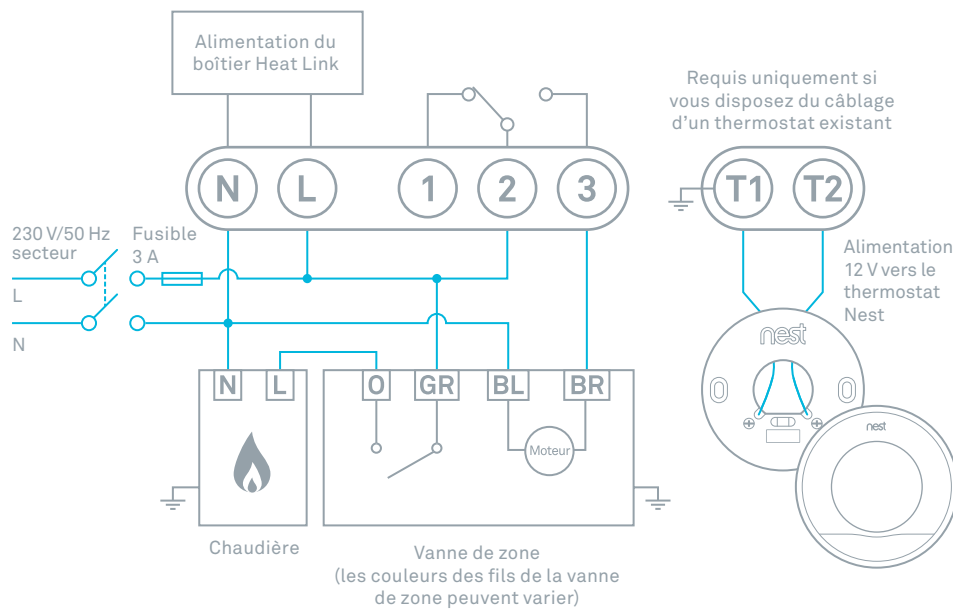 Alimentation du
boîtier Heat Link
Requis uniquement si
vous disposez du câblage
d'un thermostat existant
N L 1 2 3
T1 T2
230 V/50 Hz
secteur
Fusible
3 A
L
N
Alimentation
12 V vers le
thermostat
Nest
nest
N L O GR BL BR
nest
Moteur
Chaudière
Vanne de zone
(les couleurs des fils de la vanne
de zone peuvent varier)